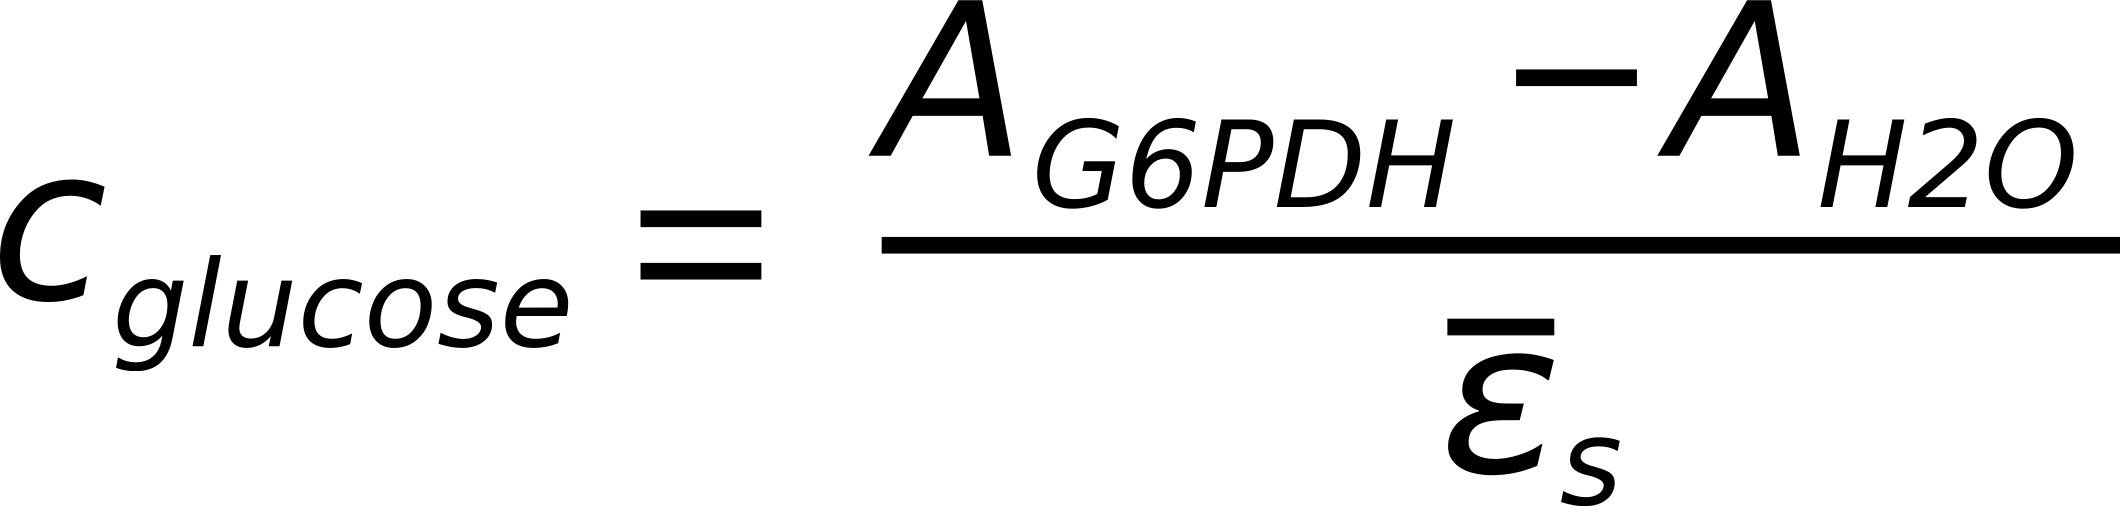 c_glucose = (A_G6PDH − A_H2O) / ε̅_s